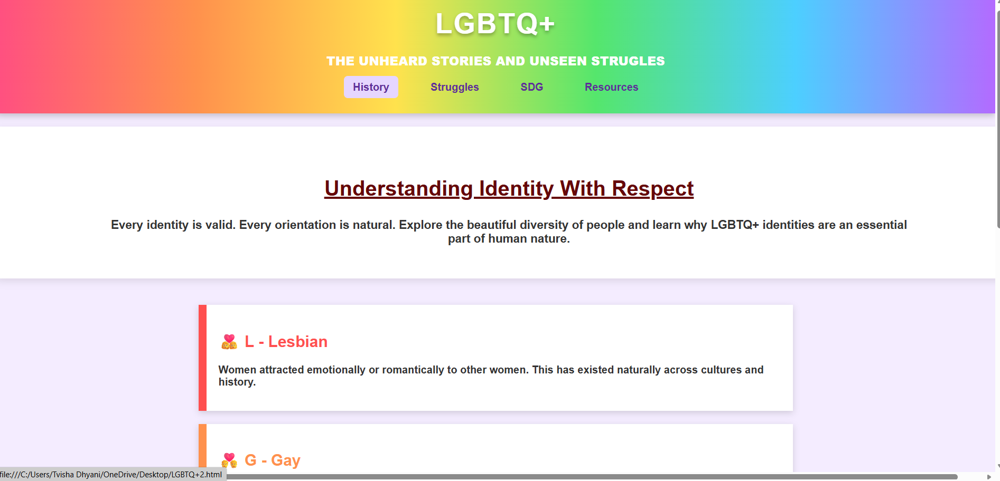 LGBTQ+
THE UNHEARD STORIES AND UNSEEN STRUGLES
History Struggles SDG Resources
Understanding Identity With Respect
Every identity is valid. Every orientation is natural. Explore the beautiful diversity of people and learn why LGBTQ+ identities are an essential
part of human nature.
L - Lesbian
Women attracted emotionally or romantically to other women. This has existed naturally across cultures and
history.
G - Gay
file:///C:/Users/Tvisha Dhyani/OneDrive/Desktop/LGBTQ+2.html